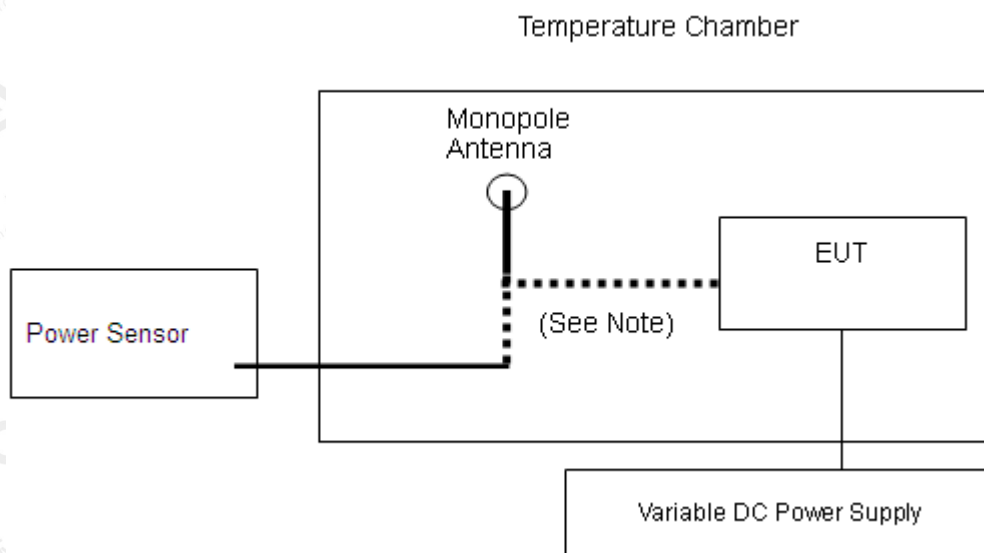 Temperature Chamber
Monopole
Antenna
EUT
Power Sensor
(See Note)
Variable DC Power Supply